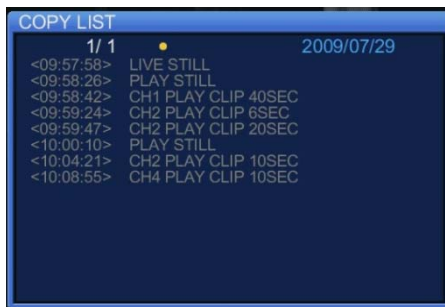 COPY LIST
1/ 1 2009/07/29
<09:57:58> LIVE STILL
<09:58:26> PLAY STILL
<09:58:42> CH1 PLAY CLIP 40SEC
<09:59:24> CH2 PLAY CLIP 6SEC
<09:59:47> CH2 PLAY CLIP 20SEC
<10:00:10> PLAY STILL
<10:04:21> CH2 PLAY CLIP 10SEC
<10:08:55> CH4 PLAY CLIP 10SEC